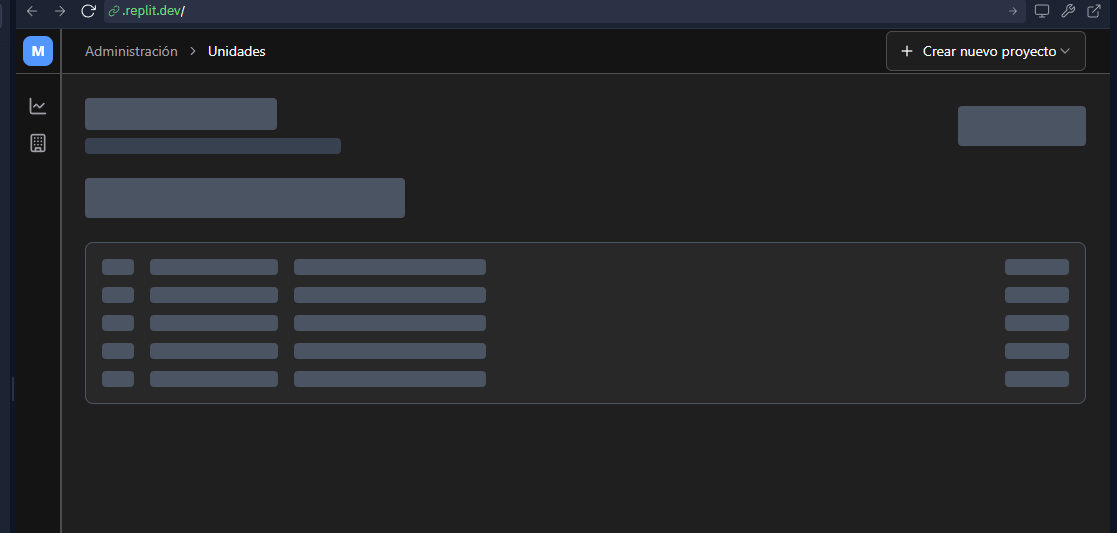 .replit.dev/
M
Administración > Unidades
+ Crear nuevo proyecto